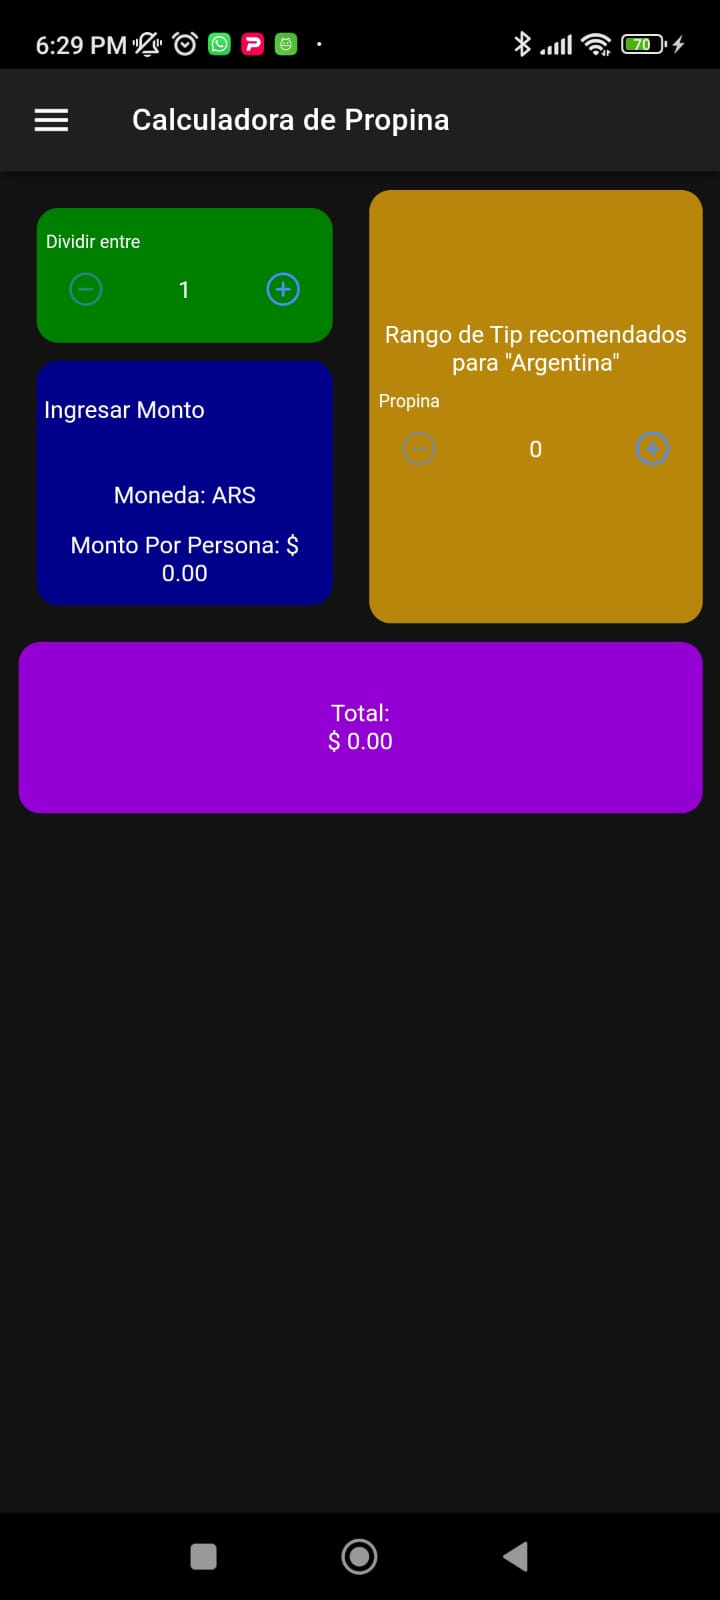 6:29 PM
70
Calculadora de Propina
Dividir entre
1
Ingresar Monto
Moneda: ARS
Monto Por Persona: $
0.00
Rango de Tip recomendados
para "Argentina"
Propina
0
Total:
$ 0.00